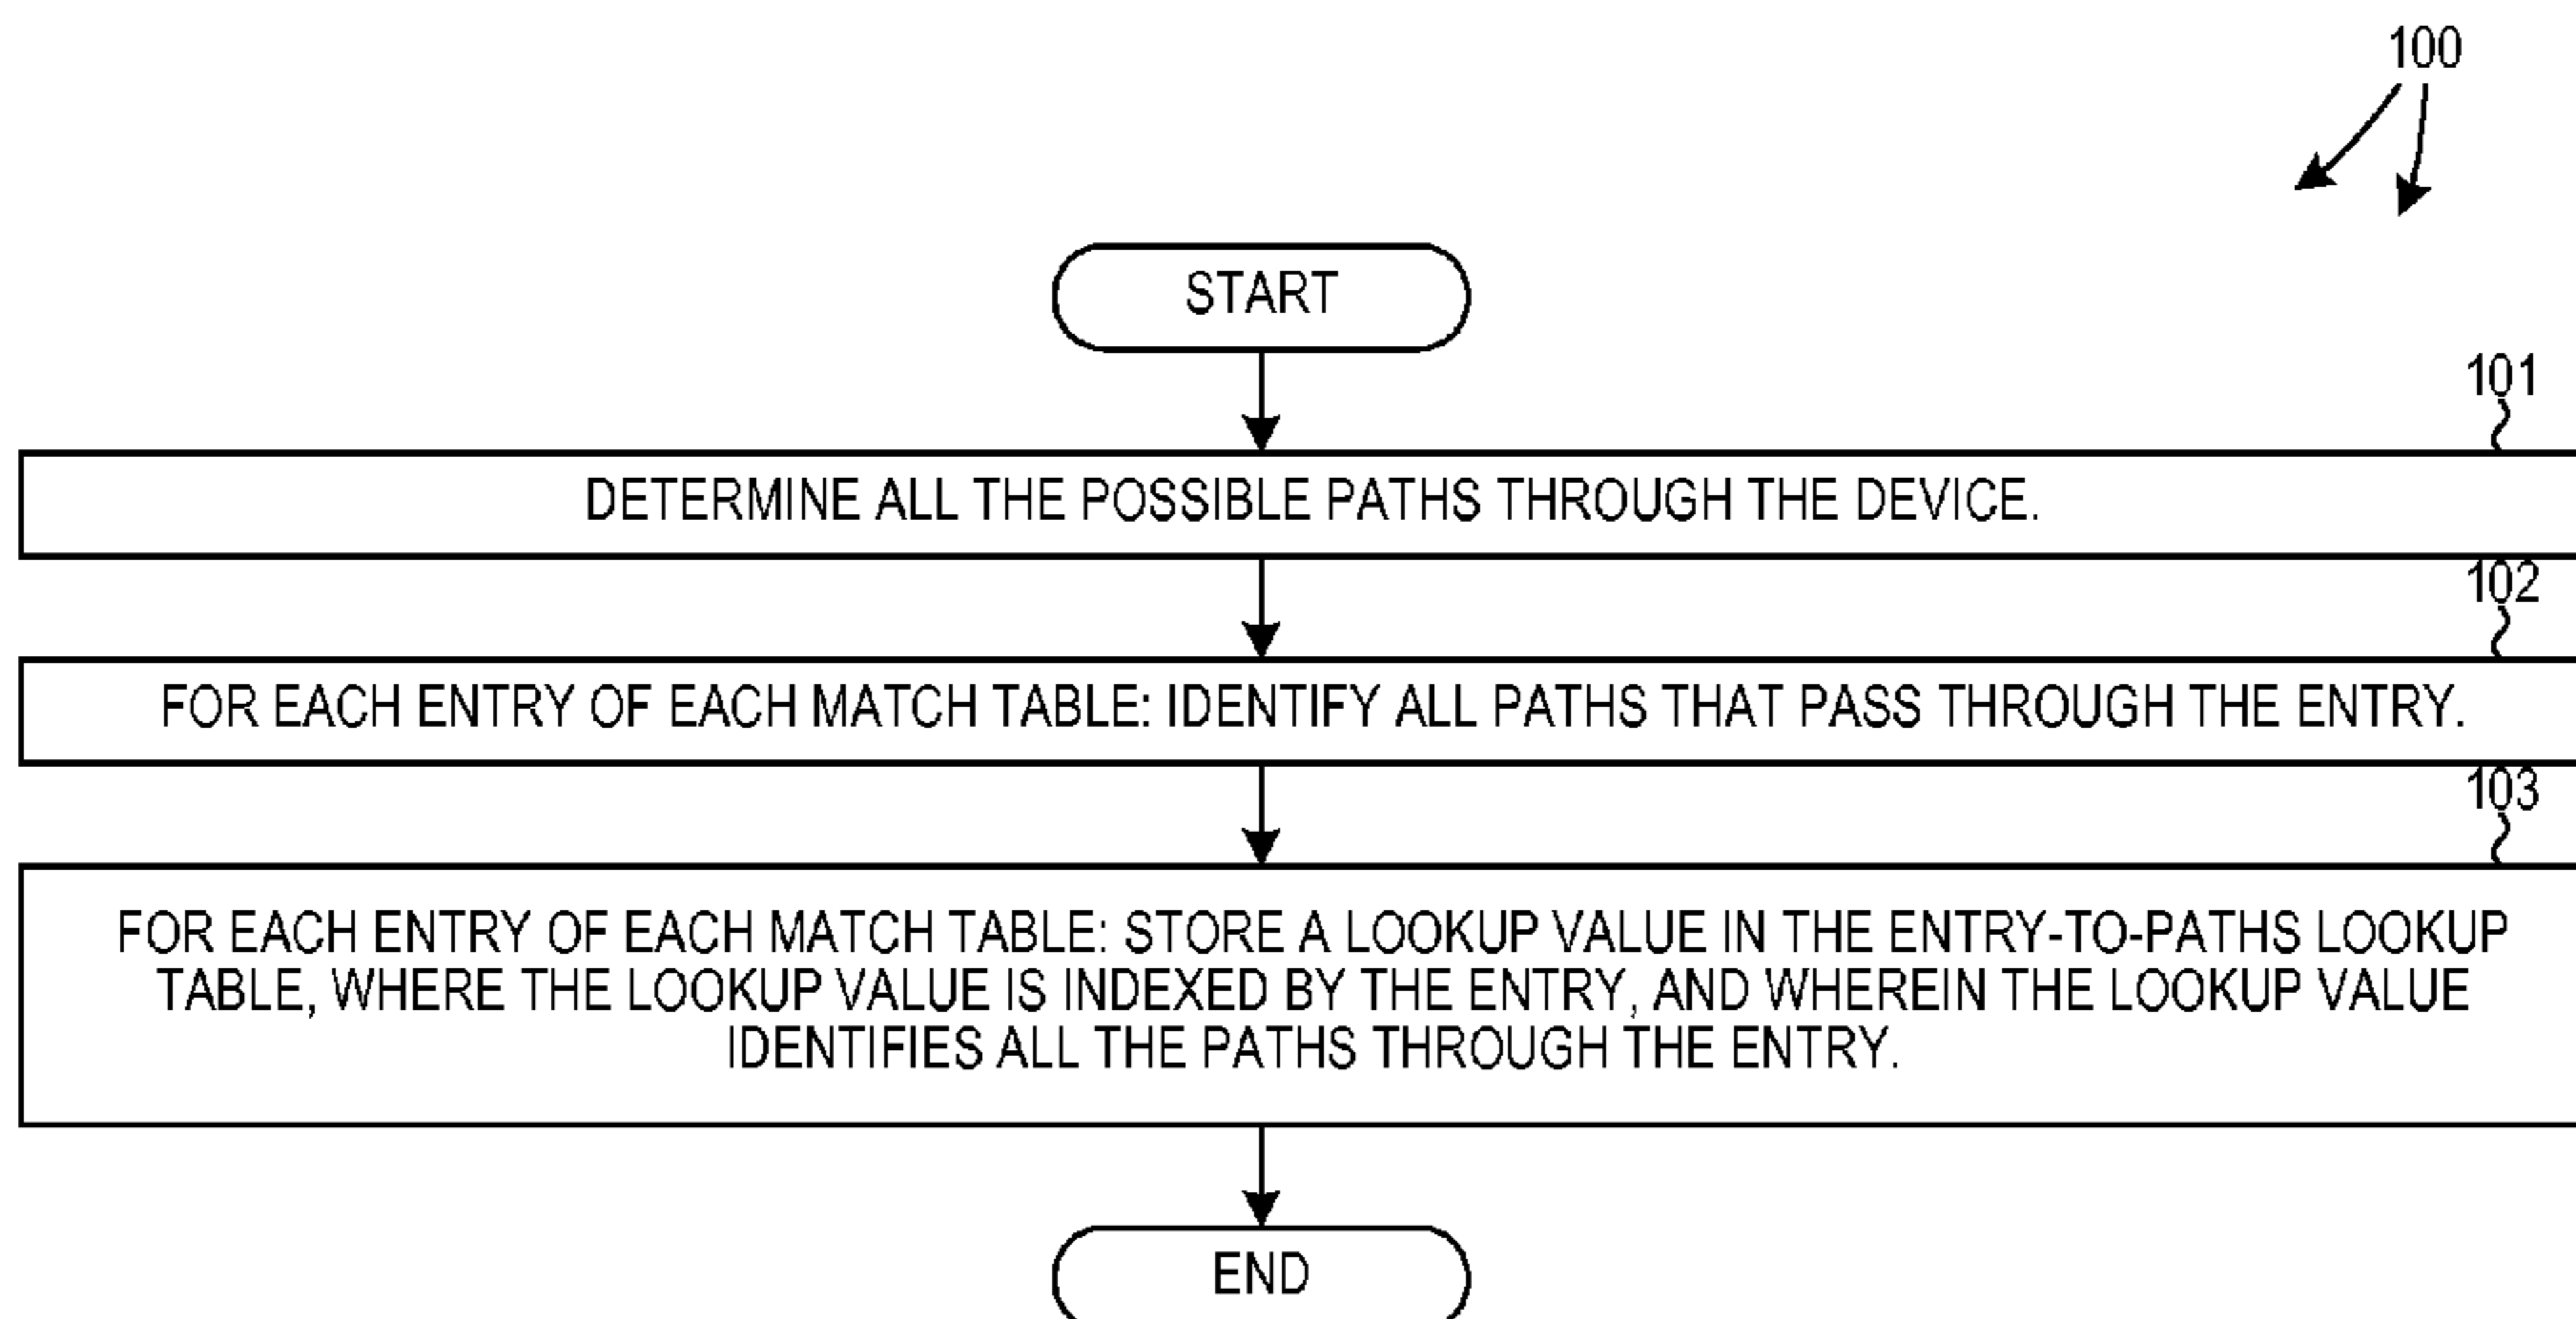 100
START
101
DETERMINE ALL THE POSSIBLE PATHS THROUGH THE DEVICE.
102
FOR EACH ENTRY OF EACH MATCH TABLE: IDENTIFY ALL PATHS THAT PASS THROUGH THE ENTRY.
103
FOR EACH ENTRY OF EACH MATCH TABLE: STORE A LOOKUP VALUE IN THE ENTRY-TO-PATHS LOOKUP
TABLE, WHERE THE LOOKUP VALUE IS INDEXED BY THE ENTRY, AND WHEREIN THE LOOKUP VALUE
IDENTIFIES ALL THE PATHS THROUGH THE ENTRY.
END